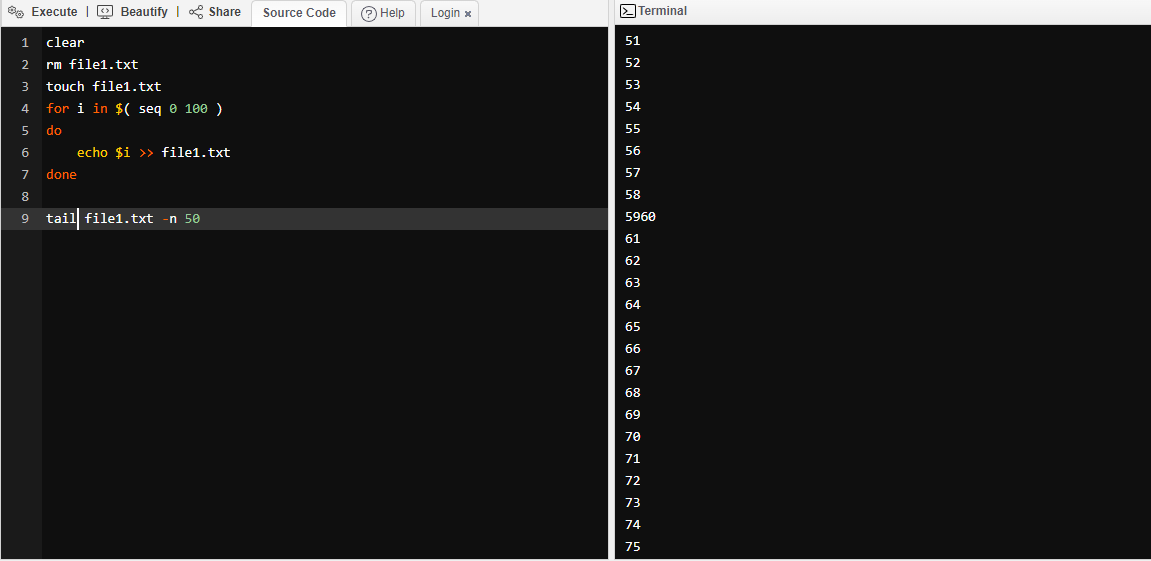 Execute | Beautify | Share Source Code Help Login ×
1 clear
2 rm file1.txt
3 touch file1.txt
4 for i in $( seq 0 100 )
5 do
6 echo $i >> file1.txt
7 done
8
9 tail file1.txt -n 50
Terminal
51
52
53
54
55
56
57
58
5960
61
62
63
64
65
66
67
68
69
70
71
72
73
74
75